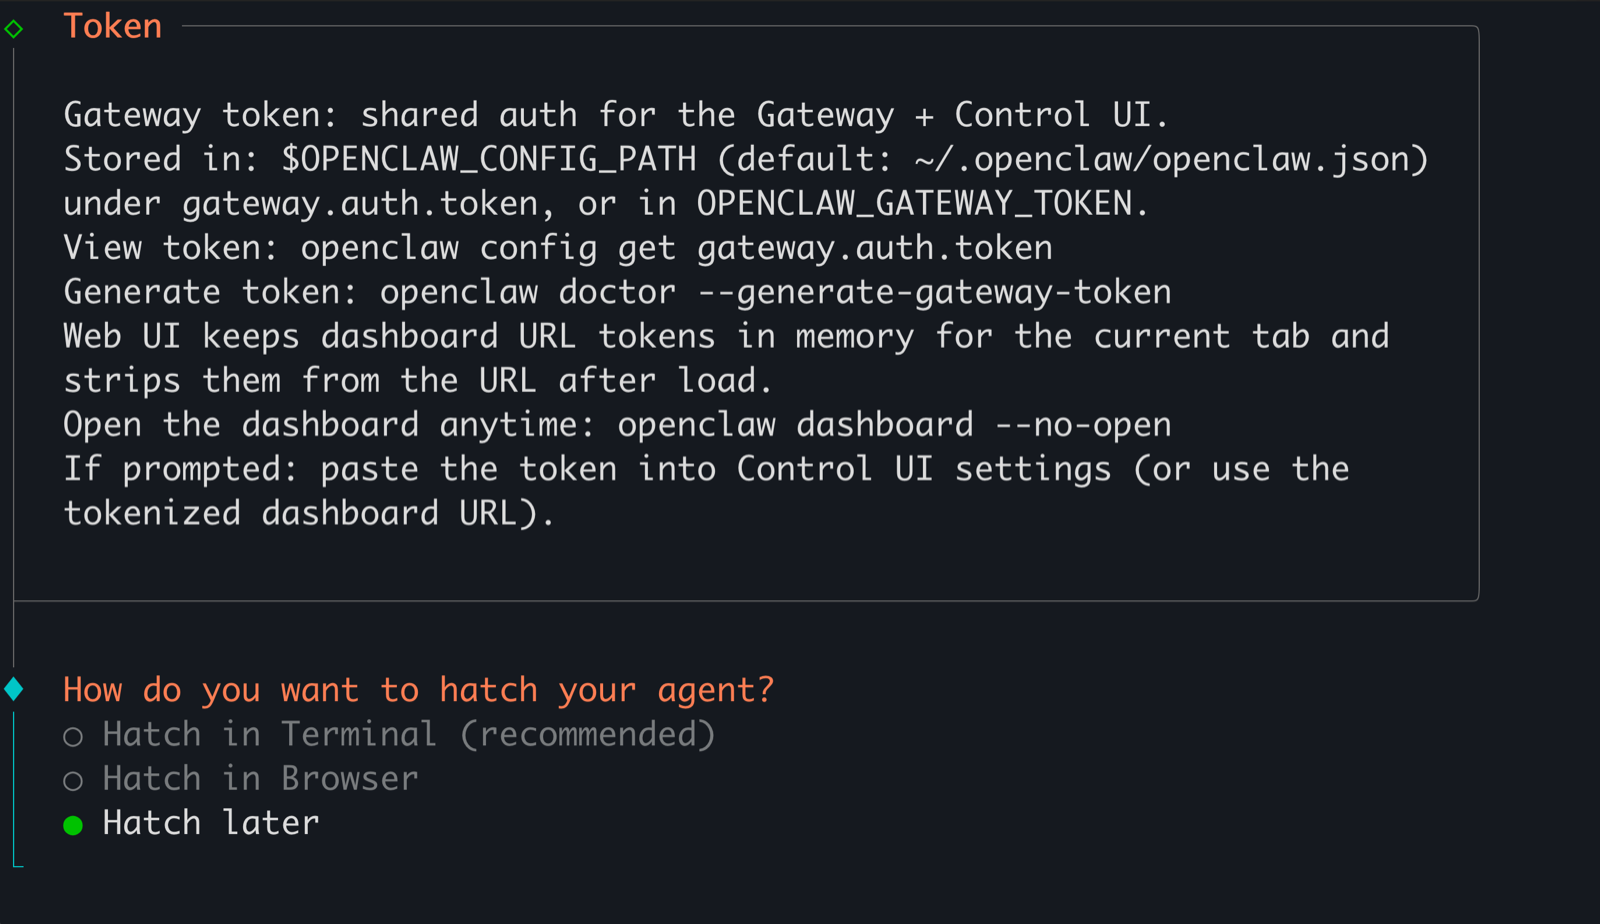 Token
Gateway token: shared auth for the Gateway + Control UI.
Stored in: $OPENCLAW_CONFIG_PATH (default: ~/.openclaw/openclaw.json)
under gateway.auth.token, or in OPENCLAW_GATEWAY_TOKEN.
View token: openclaw config get gateway.auth.token
Generate token: openclaw doctor --generate-gateway-token
Web UI keeps dashboard URL tokens in memory for the current tab and
strips them from the URL after load.
Open the dashboard anytime: openclaw dashboard --no-open
If prompted: paste the token into Control UI settings (or use the
tokenized dashboard URL).
How do you want to hatch your agent?
Hatch in Terminal (recommended)
Hatch in Browser
Hatch later